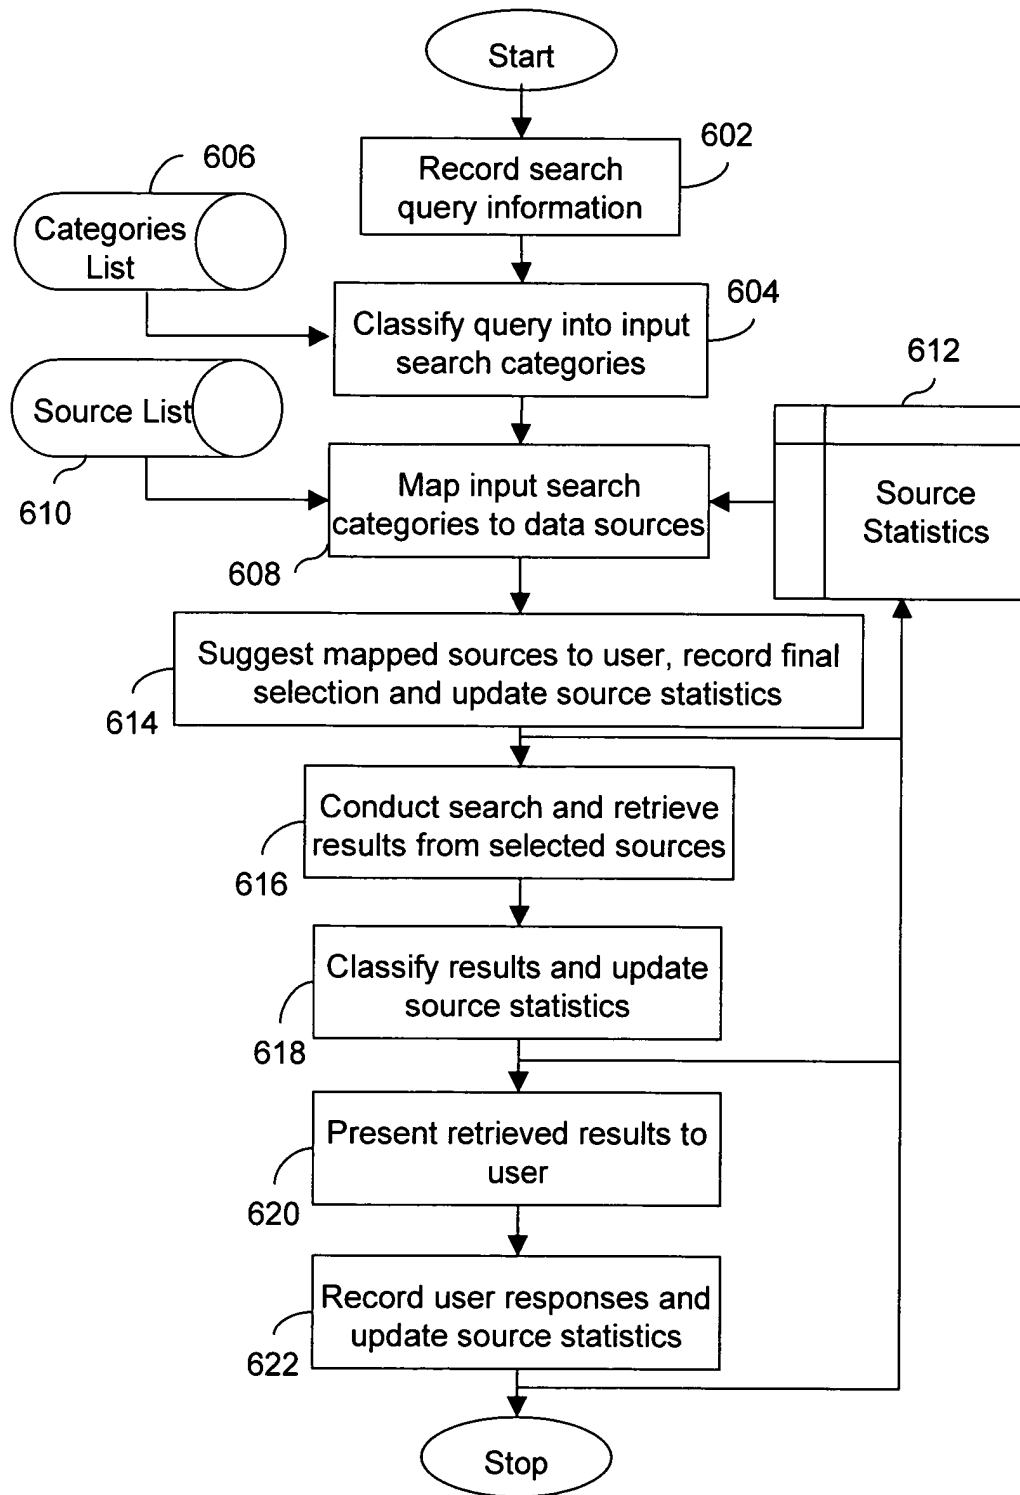 Start
602
Record search
query information
606
Categories
List
604
Classify query into input
search categories
612
Source List
610
Map input search
categories to data sources
608
Source
Statistics
Suggest mapped sources to user, record final
selection and update source statistics
614
Conduct search and retrieve
results from selected sources
616
Classify results and update
source statistics
618
Present retrieved results to
user
620
Record user responses and
update source statistics
622
Stop